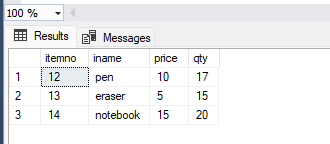 100 %
Results Messages
itemno iname price qty
1 12 pen 10 17
2 13 eraser 5 15
3 14 notebook 15 20